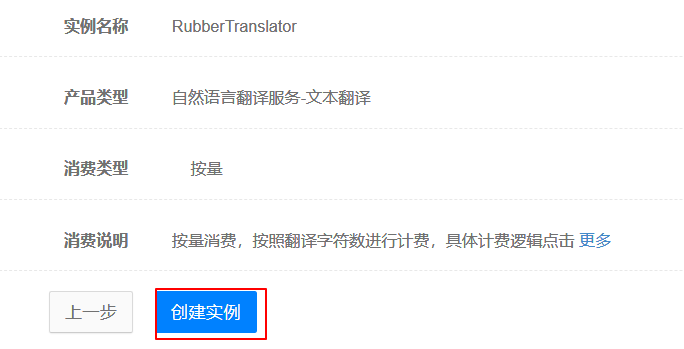 实例名称 RubberTranslator
产品类型 自然语言翻译服务-文本翻译
消费类型 按量
消费说明 按量消费，按照翻译字符数进行计费，具体计费逻辑点击 更多
上一步 创建实例